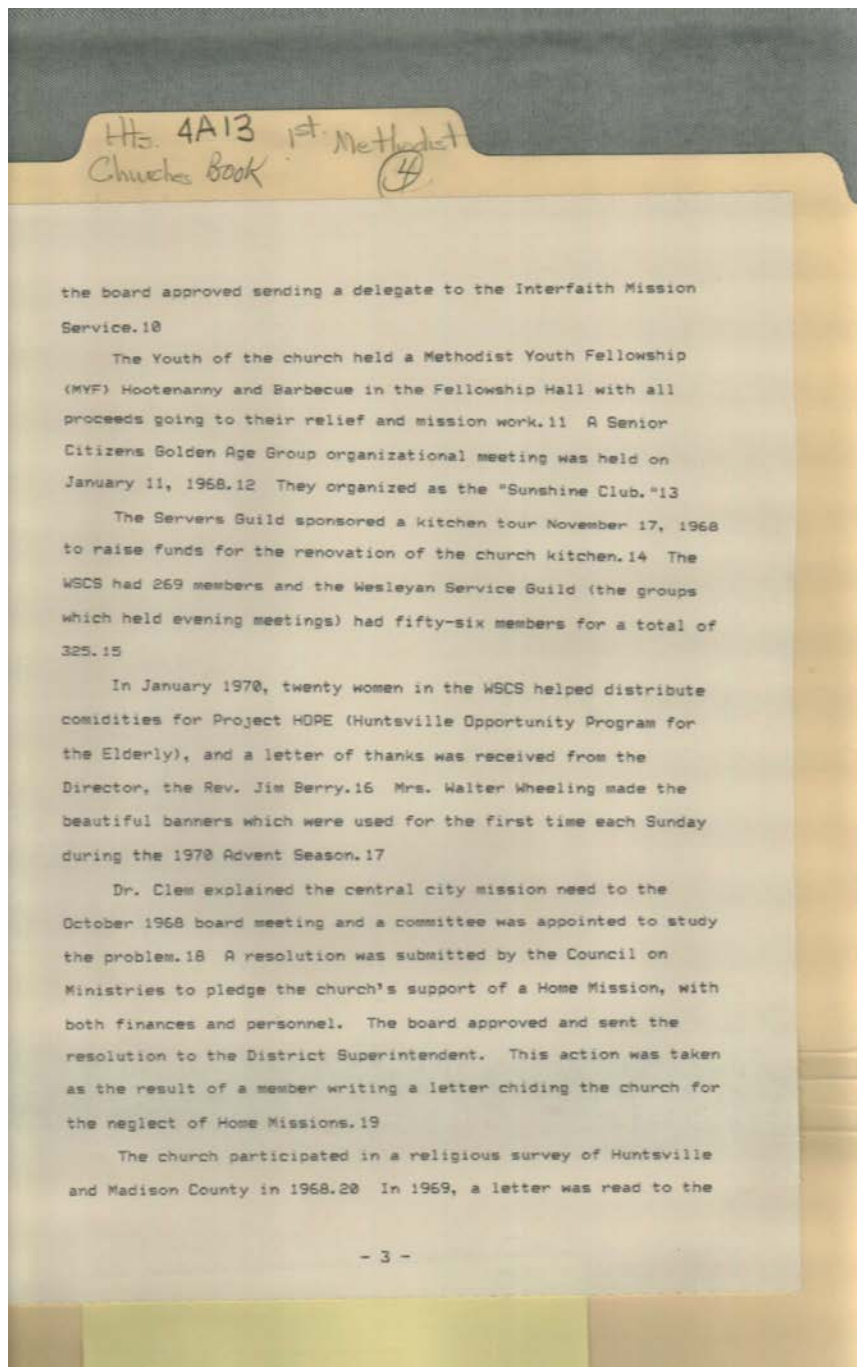 Hts. 4A13 1st. Methodist
Churches Book 4
the board approved sending a delegate to the Interfaith Mission
Service.10
The Youth of the church held a Methodist Youth Fellowship
(MYF) Hootenanny and Barbecue in the Fellowship Hall with all
proceeds going to their relief and mission work.11 A Senior
Citizens Golden Age Group organizational meeting was held on
January 11, 1968.12 They organized as the "Sunshine Club."13
The Servers Guild sponsored a kitchen tour November 17, 1968
to raise funds for the renovation of the church kitchen.14 The
WSCS had 269 members and the Wesleyan Service Guild (the groups
which held evening meetings) had fifty-six members for a total of
325.15
In January 1970, twenty women in the WSCS helped distribute
comidities for Project HOPE (Huntsville Opportunity Program for
the Elderly), and a letter of thanks was received from the
Director, the Rev. Jim Berry.16 Mrs. Walter Wheeling made the
beautiful banners which were used for the first time each Sunday
during the 1970 Advent Season.17
Dr. Clem explained the central city mission need to the
October 1968 board meeting and a committee was appointed to study
the problem.18 A resolution was submitted by the Council on
Ministries to pledge the church's support of a Home Mission, with
both finances and personnel. The board approved and sent the
resolution to the District Superintendent. This action was taken
as the result of a member writing a letter chiding the church for
the neglect of Home Missions.19
The church participated in a religious survey of Huntsville
and Madison County in 1968.20 In 1969, a letter was read to the
- 3 -